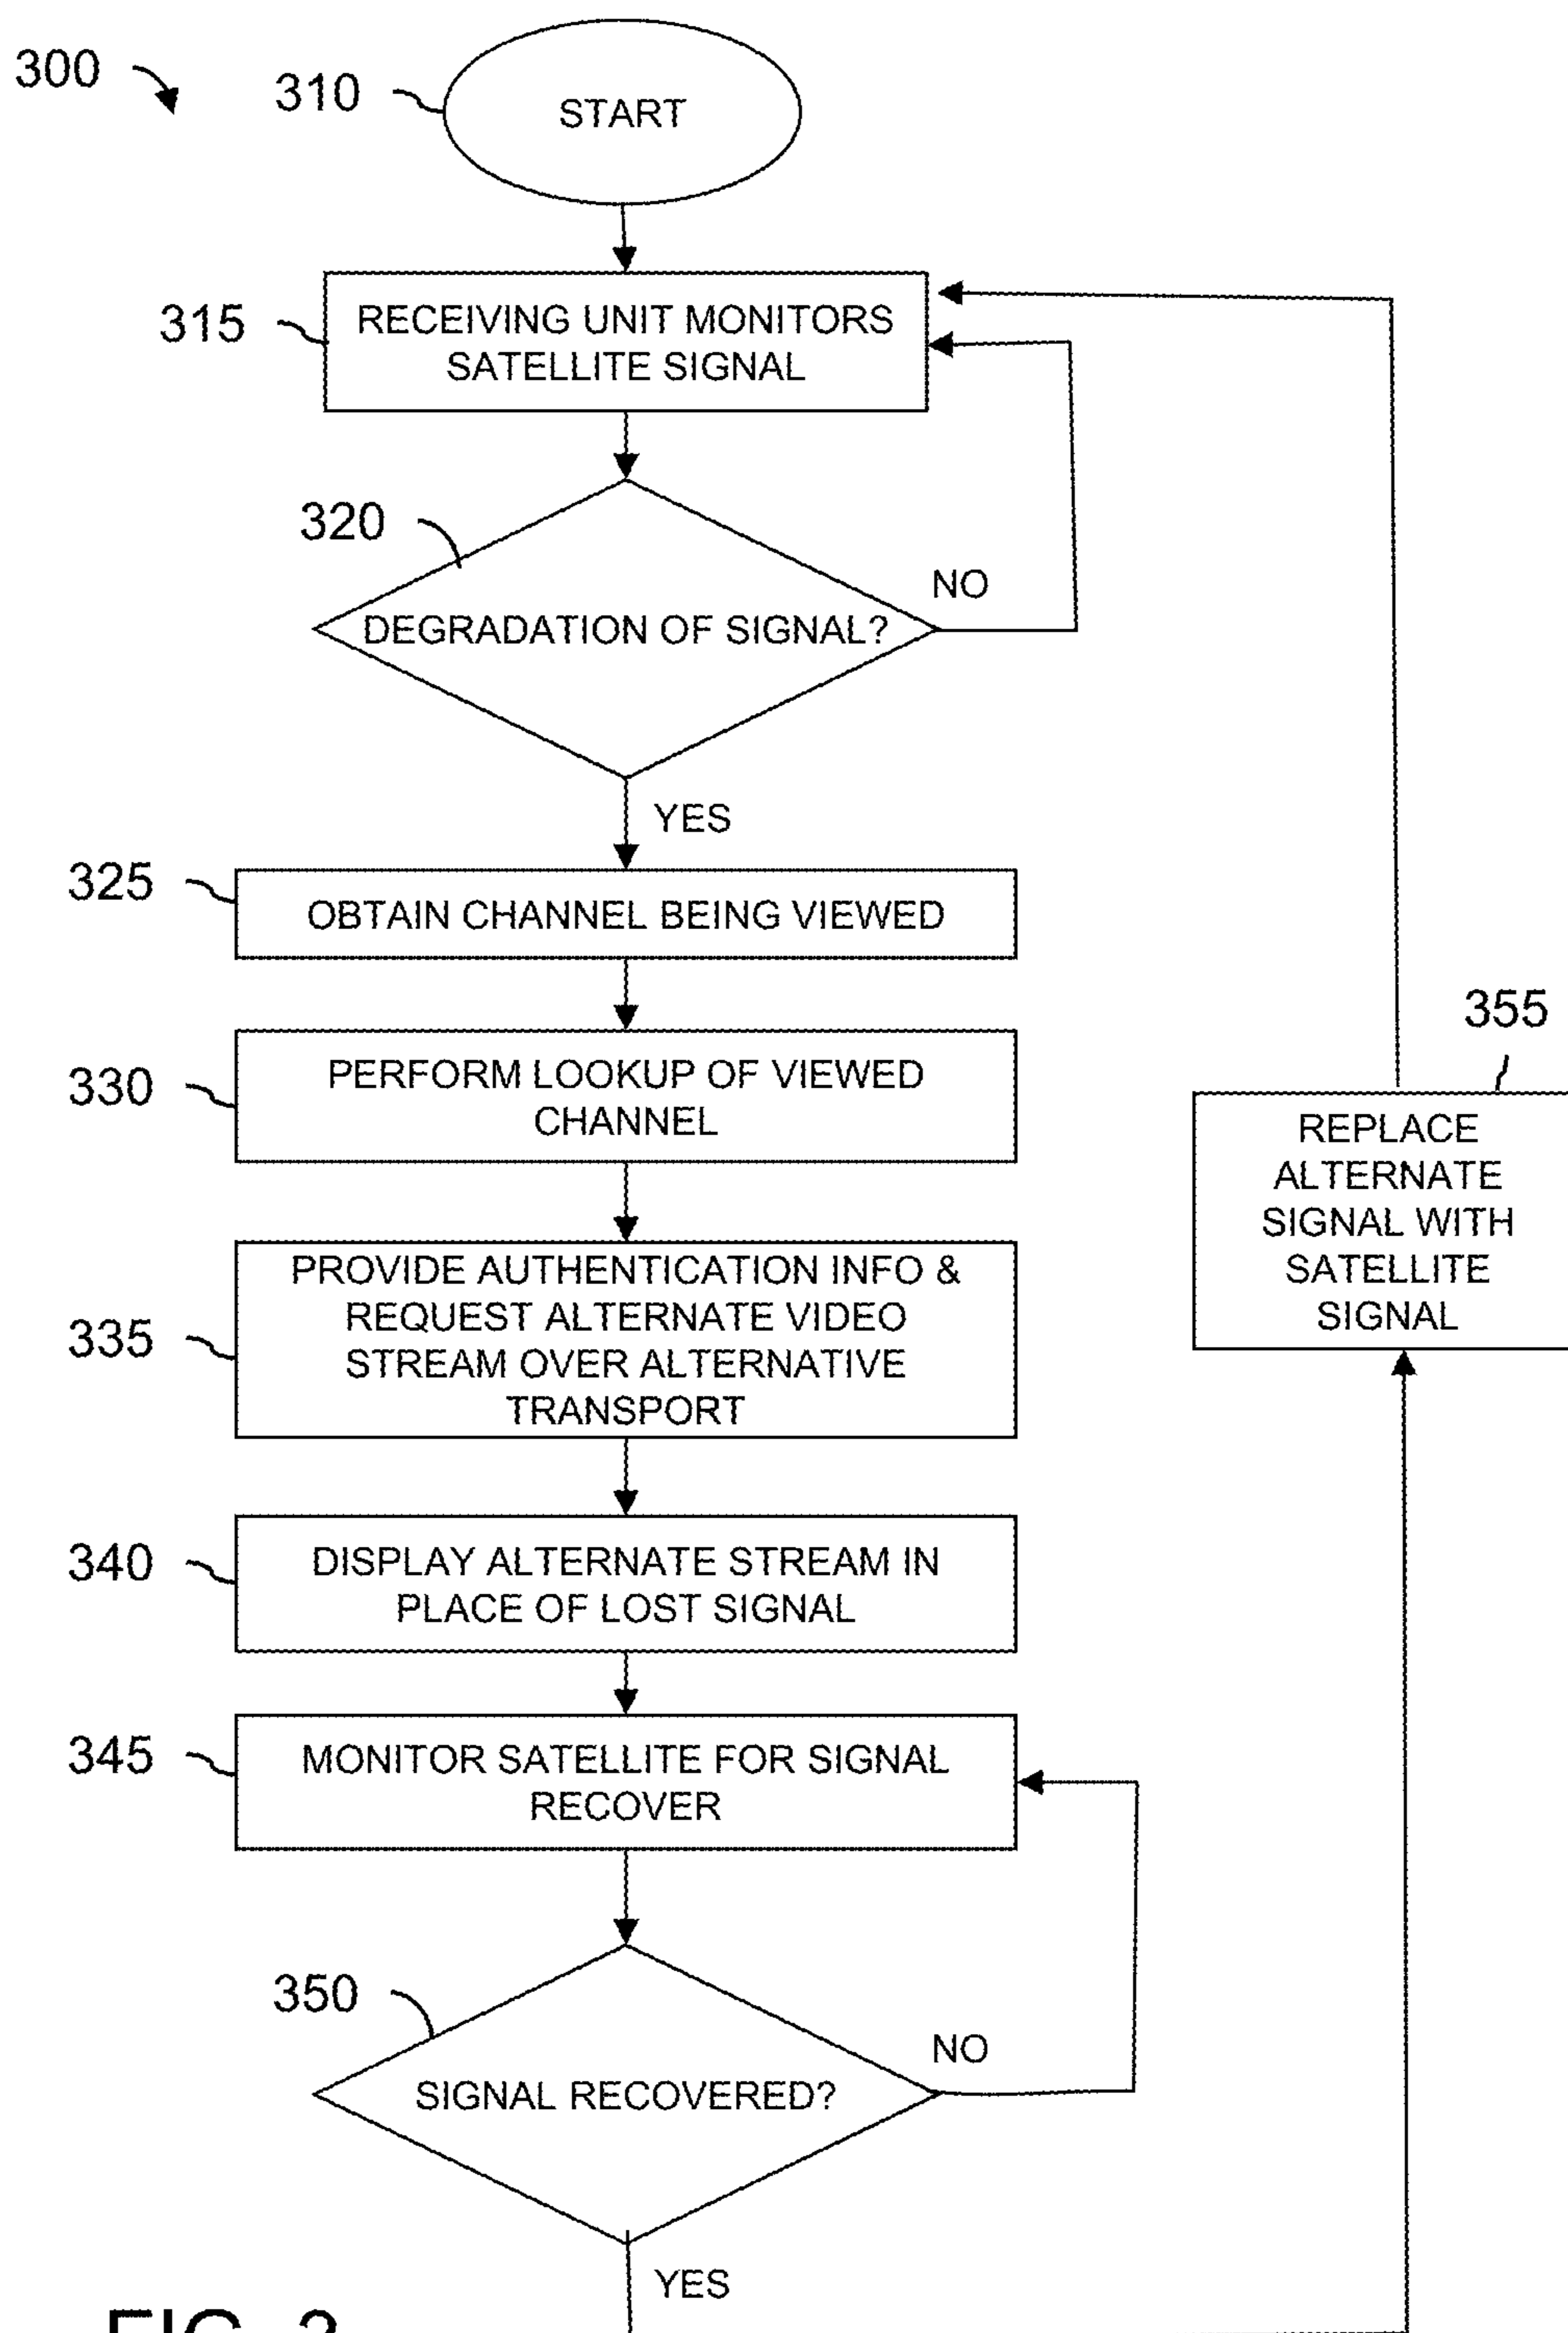 300
310
START
315
RECEIVING UNIT MONITORS
SATELLITE SIGNAL
320
DEGRADATION OF SIGNAL?
NO
YES
325
OBTAIN CHANNEL BEING VIEWED
330
PERFORM LOOKUP OF VIEWED
CHANNEL
335
PROVIDE AUTHENTICATION INFO &
REQUEST ALTERNATE VIDEO
STREAM OVER ALTERNATIVE
TRANSPORT
340
DISPLAY ALTERNATE STREAM IN
PLACE OF LOST SIGNAL
345
MONITOR SATELLITE FOR SIGNAL
RECOVER
350
SIGNAL RECOVERED?
NO
YES
355
REPLACE
ALTERNATE
SIGNAL WITH
SATELLITE
SIGNAL